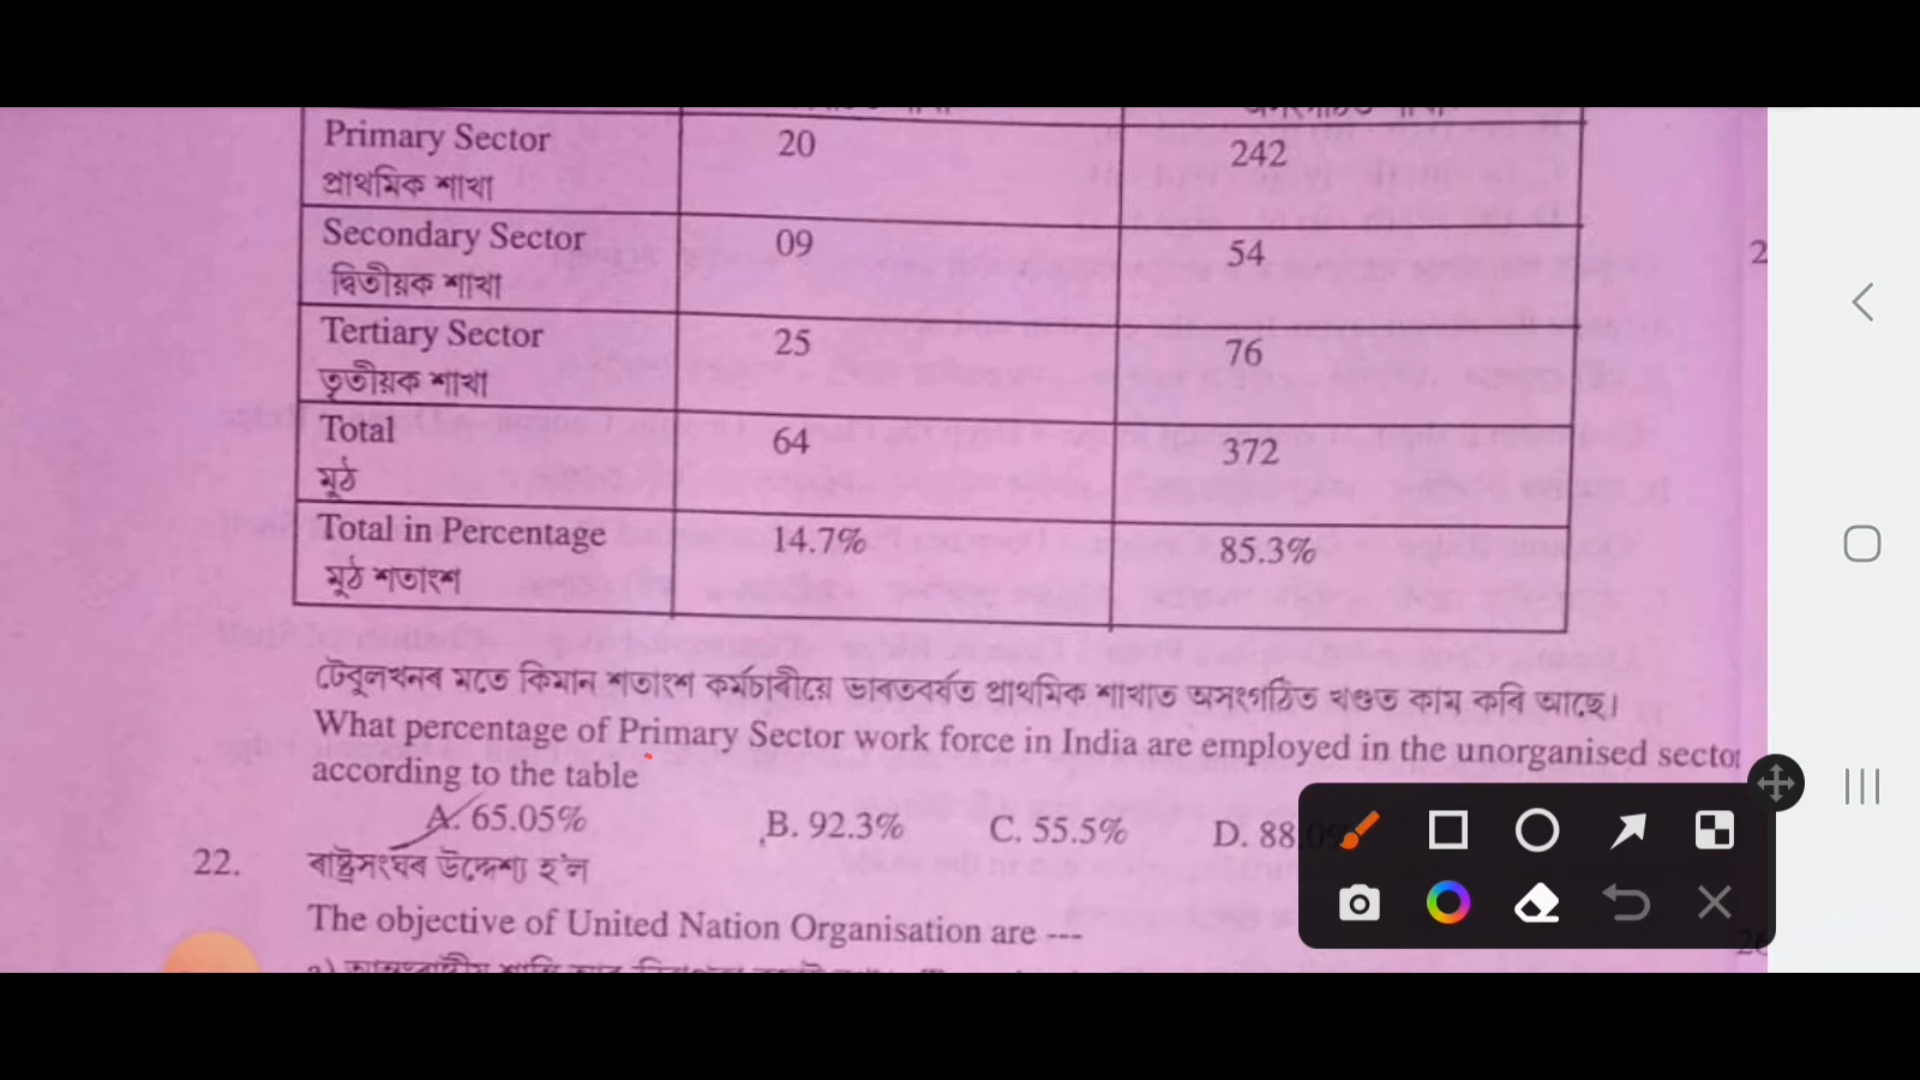 Primary Sector 20 242
প্ৰাথমিক শাখা
Secondary Sector 09 54
দ্বিতীয়ক শাখা
Tertiary Sector 25 76
তৃতীয়ক শাখা
Total 64 372
মুঠ
Total in Percentage 14.7% 85.3%
মুঠ শতাংশ
টেবুলখনৰ মতে কিমান শতাংশ কৰ্মচাৰীয়ে ভাৰতবৰ্ষত প্ৰাথমিক শাখাত অসংগঠিত খণ্ডত কাম কৰি আছে।
What percentage of Primary Sector work force in India are employed in the unorganised sector
according to the table
A. 65.05% B. 92.3% C. 55.5% D. 88.0%
22. ৰাষ্ট্ৰসংঘৰ উদ্দেশ্য হ'ল
The objective of United Nation Organisation are ---